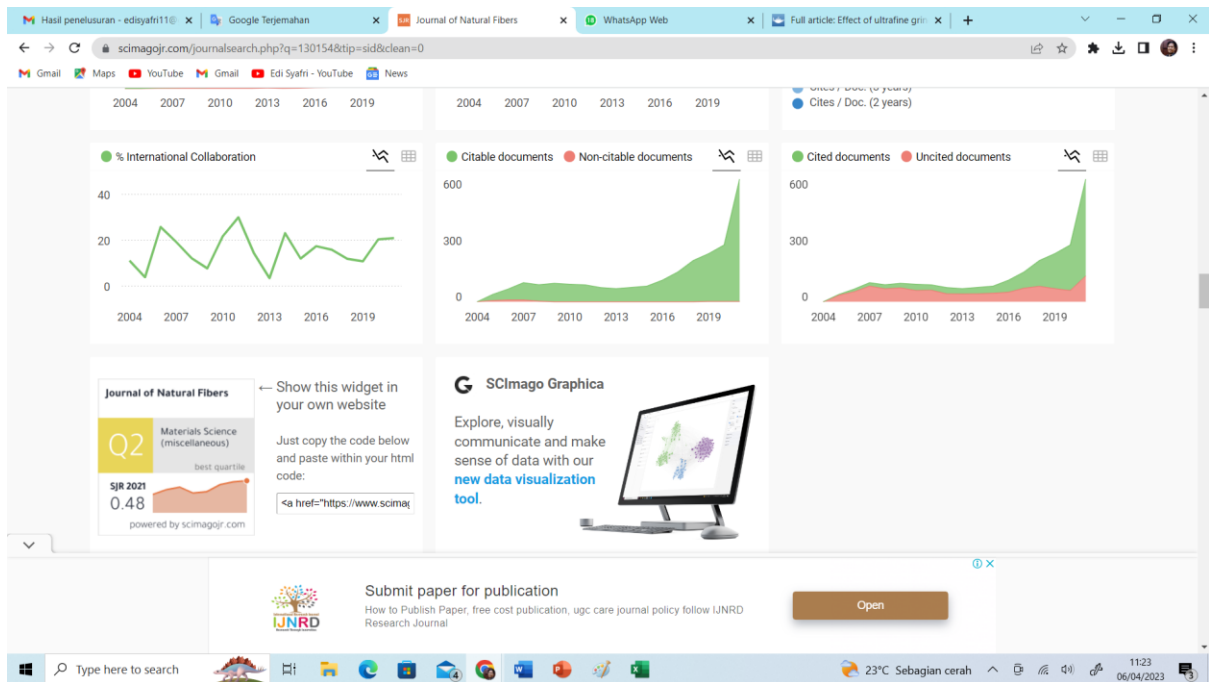 Hasil penelusuran - edisyafri11@
Google Terjemahan
SJR
Journal of Natural Fibers
WhatsApp Web
Full article: Effect of ultrafine grin
scimagojr.com/journalsearch.php?q=130154&tip=sid&clean=0
Gmail
Maps
YouTube
Gmail
Edi Syafri - YouTube
News
2004 2007 2010 2013 2016 2019
2004 2007 2010 2013 2016 2019
Cites / Doc. (3 years)
Cites / Doc. (2 years)
% International Collaboration
40
20
0
2004 2007 2010 2013 2016 2019
Citable documents Non-citable documents
600
300
0
2004 2007 2010 2013 2016 2019
Cited documents Uncited documents
600
300
0
2004 2007 2010 2013 2016 2019
Journal of Natural Fibers
Q2
Materials Science
(miscellaneous)
best quartile
SJR 2021
0.48
powered by scimagojr.com
← Show this widget in
your own website
Just copy the code below
and paste within your html
code:
<a href="https://www.scimag
SCImago Graphica
Explore, visually
communicate and make
sense of data with our
new data visualization
tool.
IJNRD
Submit paper for publication
How to Publish Paper, free cost publication, ugc care journal policy follow IJNRD
Research Journal
Open
Type here to search
4
23°C Sebagian cerah
11:23
06/04/2023
3